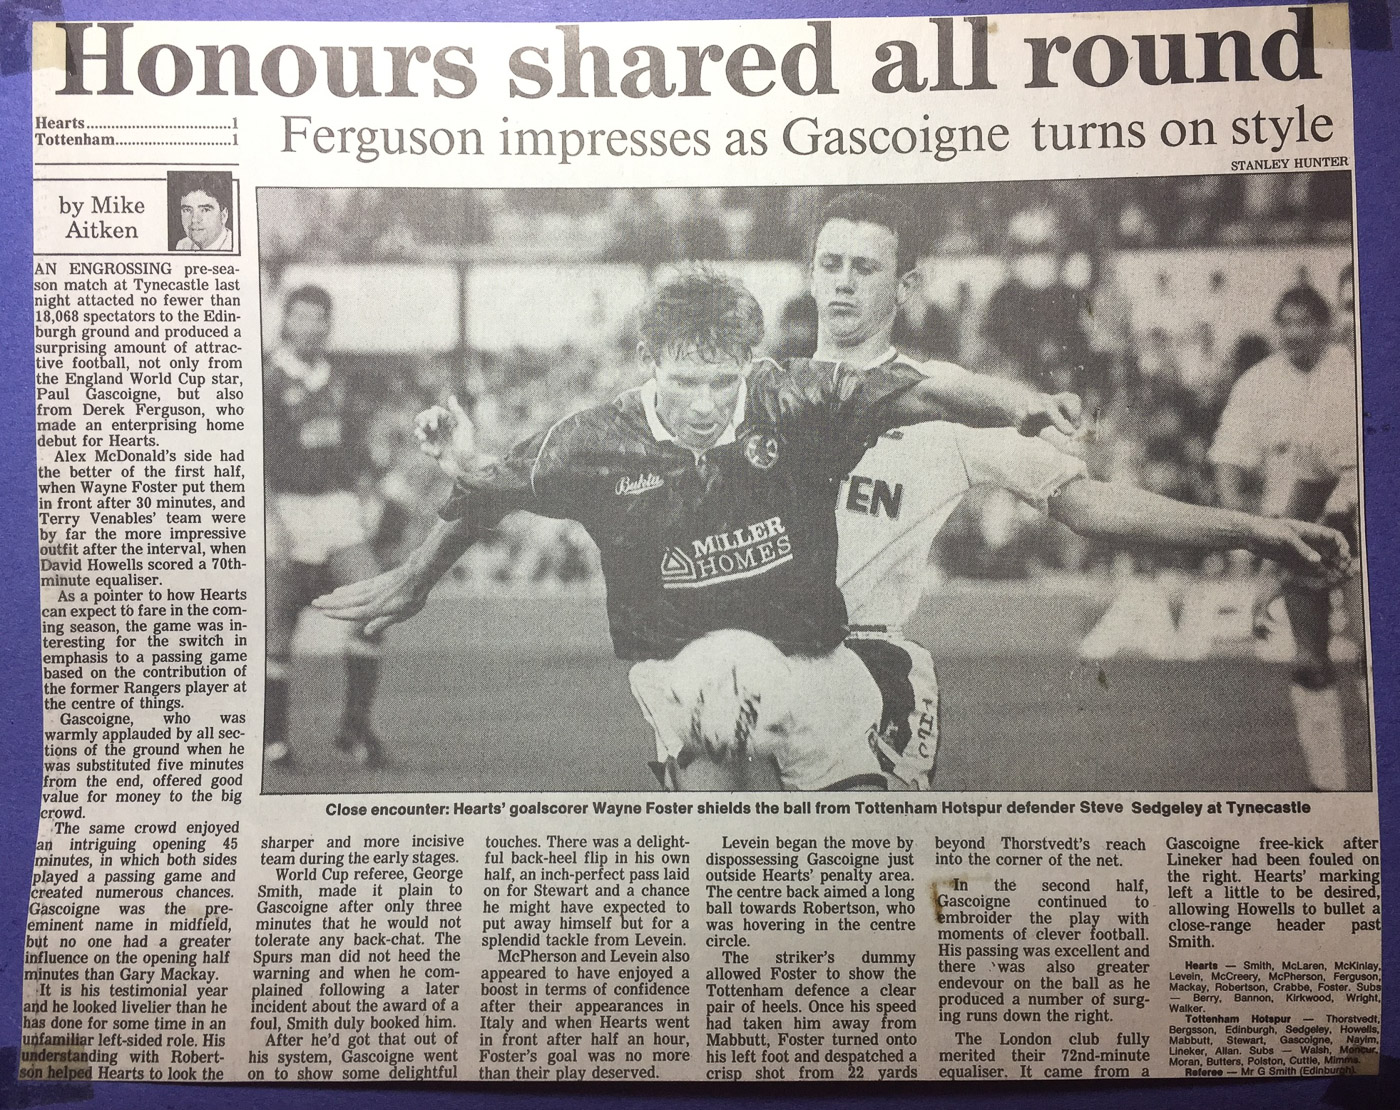 Honours shared all round
Hearts..................................1
Tottenham...........................1
Ferguson impresses as Gascoigne turns on style
STANLEY HUNTER
by Mike
Aitken
AN ENGROSSING pre-sea-
son match at Tynecastle last
night attacted no fewer than
18,068 spectators to the Edin-
burgh ground and produced a
surprising amount of attrac-
tive football, not only from
the England World Cup star,
Paul Gascoigne, but also
from Derek Ferguson, who
made an enterprising home
debut for Hearts.
Alex McDonald's side had
the better of the first half,
when Wayne Foster put them
in front after 30 minutes, and
Terry Venables' team were
by far the more impressive
outfit after the interval, when
David Howells scored a 70th-
minute equaliser.
As a pointer to how Hearts
can expect to fare in the com-
ing season, the game was in-
teresting for the switch in
emphasis to a passing game
based on the contribution of
the former Rangers player at
the centre of things.
Gascoigne, who was
warmly applauded by all sec-
tions of the ground when he
was substituted five minutes
from the end, offered good
value for money to the big
crowd.
The same crowd enjoyed
an intriguing opening 45
minutes, in which both sides
played a passing game and
created numerous chances.
Gascoigne was the pre-
eminent name in midfield,
but no one had a greater
influence on the opening half
minutes than Gary Mackay.
It is his testimonial year
and he looked livelier than he
has done for some time in an
unfamiliar left-sided role. His
understanding with Robert-
son helped Hearts to look the
Bukta
MILLER
HOMES
TEN
Close encounter: Hearts' goalscorer Wayne Foster shields the ball from Tottenham Hotspur defender Steve Sedgeley at Tynecastle
sharper and more incisive
team during the early stages.
World Cup referee, George
Smith, made it plain to
Gascoigne after only three
minutes that he would not
tolerate any back-chat. The
Spurs man did not heed the
warning and when he com-
plained following a later
incident about the award of a
foul, Smith duly booked him.
After he'd got that out of
his system, Gascoigne went
on to show some delightful
touches. There was a delight-
ful back-heel flip in his own
half, an inch-perfect pass laid
on for Stewart and a chance
he might have expected to
put away himself but for a
splendid tackle from Levein.
McPherson and Levein also
appeared to have enjoyed a
boost in terms of confidence
after their appearances in
Italy and when Hearts went
in front after half an hour,
Foster's goal was no more
than their play deserved.
Levein began the move by
dispossessing Gascoigne just
outside Hearts' penalty area.
The centre back aimed a long
ball towards Robertson, who
was hovering in the centre
circle.
The striker's dummy
allowed Foster to show the
Tottenham defence a clear
pair of heels. Once his speed
had taken him away from
Mabbutt, Foster turned onto
his left foot and despatched a
crisp shot from 22 yards
beyond Thorstvedt's reach
into the corner of the net.
In the second half,
Gascoigne continued to
embroider the play with
moments of clever football.
His passing was excellent and
there was also greater
endevour on the ball as he
produced a number of surg-
ing runs down the right.
The London club fully
merited their 72nd-minute
equaliser. It came from a
Gascoigne free-kick after
Lineker had been fouled on
the right. Hearts' marking
left a little to be desired,
allowing Howells to bullet a
close-range header past
Smith.
Hearts — Smith, McLaren, McKinlay,
Levein, McCreery, McPherson, Ferguson,
Mackay, Robertson, Crabbe, Foster. Subs
— Berry, Bannon, Kirkwood, Wright,
Walker.
Tottenham Hotspur — Thorstvedt,
Bergsson, Edinburgh, Sedgeley, Howells,
Mabbutt, Stewart, Gascoigne, Nayim,
Lineker, Allan. Subs — Walsh, Moncur,
Moran, Butters, Polston, Cuttle, Mimms.
Referee — Mr G Smith (Edinburgh).